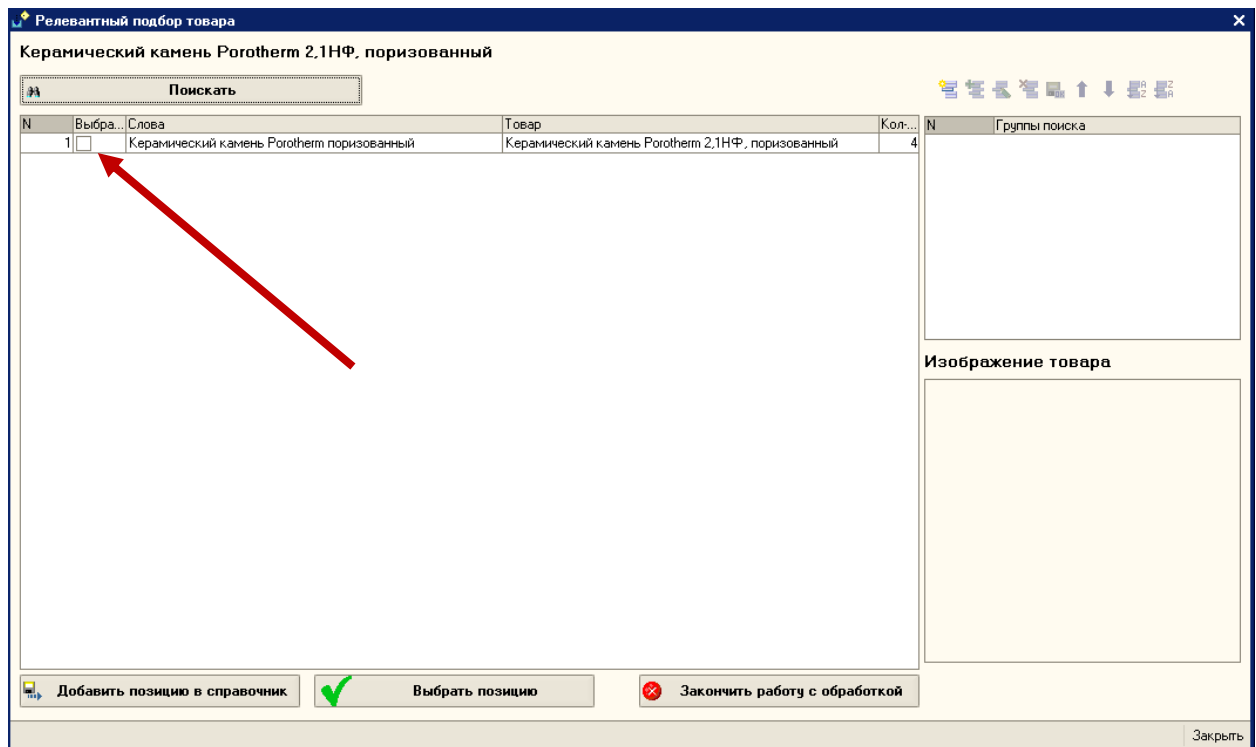 Релевантный подбор товара
Керамический камень Porotherm 2,1НФ, поризованный
Поискать
N Выбра... Слова Товар Кол-...
1 Керамический камень Porotherm поризованный Керамический камень Porotherm 2,1НФ, поризованный 4
N Группы поиска
Изображение товара
Добавить позицию в справочник Выбрать позицию Закончить работу с обработкой
Закрыть